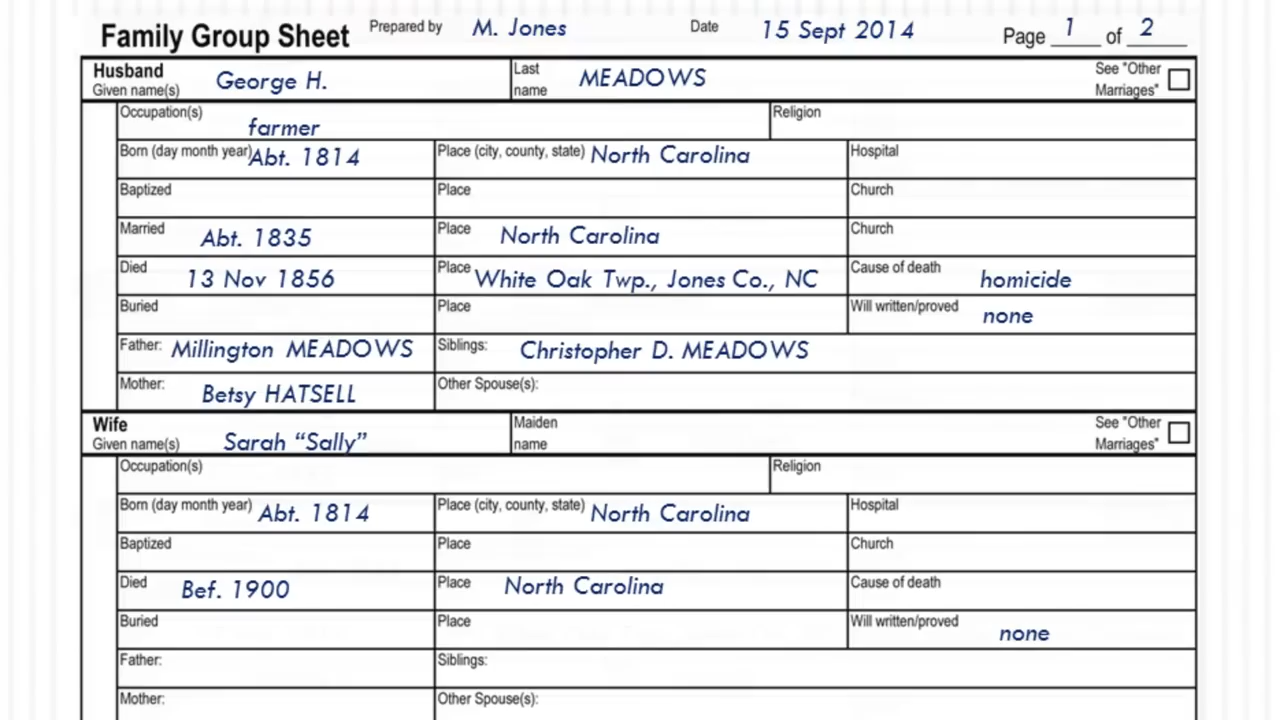 Family Group Sheet Prepared by M. Jones Date 15 Sept 2014 Page 1 of 2
Husband
Given name(s) George H. Last name MEADOWS See "Other Marriages"
Occupation(s) farmer Religion
Born (day month year) Abt. 1814 Place (city, county, state) North Carolina Hospital
Baptized Place Church
Married Abt. 1835 Place North Carolina Church
Died 13 Nov 1856 Place White Oak Twp., Jones Co., NC Cause of death homicide
Buried Place Will written/proved none
Father: Millington MEADOWS Siblings: Christopher D. MEADOWS
Mother: Betsy HATSELL Other Spouse(s):
Wife
Given name(s) Sarah “Sally” Maiden name See "Other Marriages"
Occupation(s) Religion
Born (day month year) Abt. 1814 Place (city, county, state) North Carolina Hospital
Baptized Place Church
Died Bef. 1900 Place North Carolina Cause of death
Buried Place Will written/proved none
Father: Siblings:
Mother: Other Spouse(s):